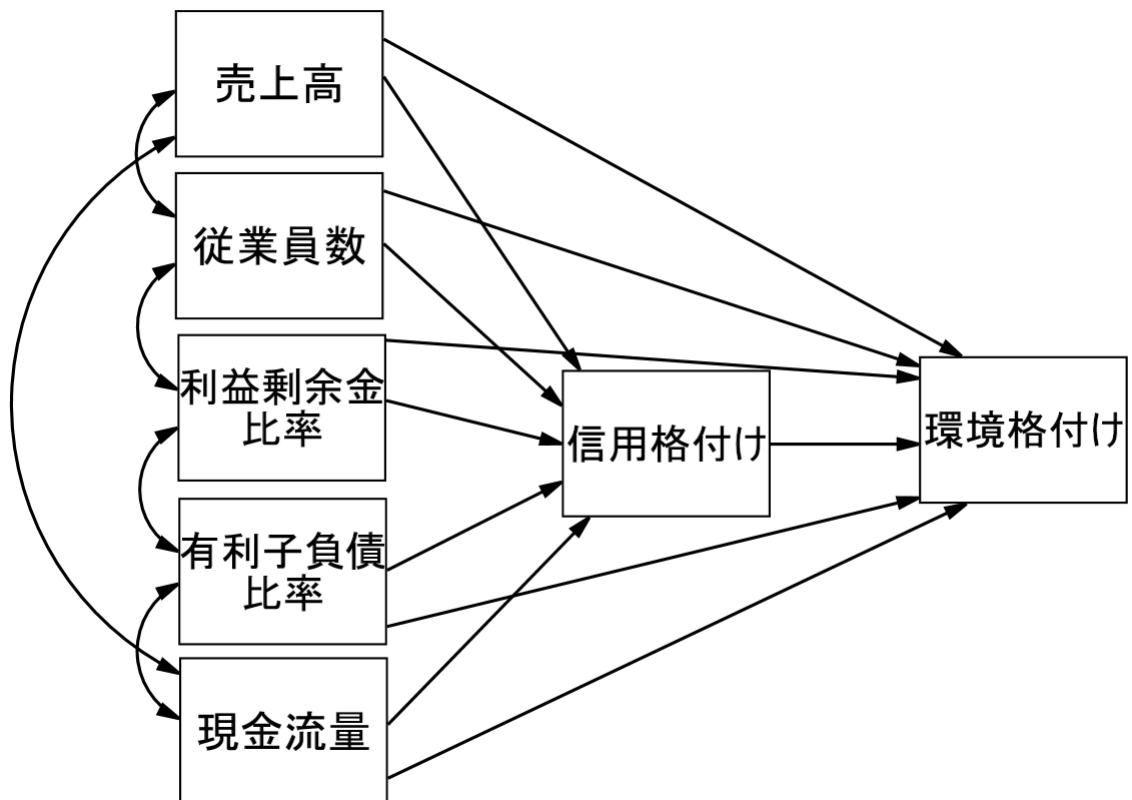 売上高
従業員数
利益剰余金
比率
有利子負債
比率
現金流量
信用格付け
環境格付け